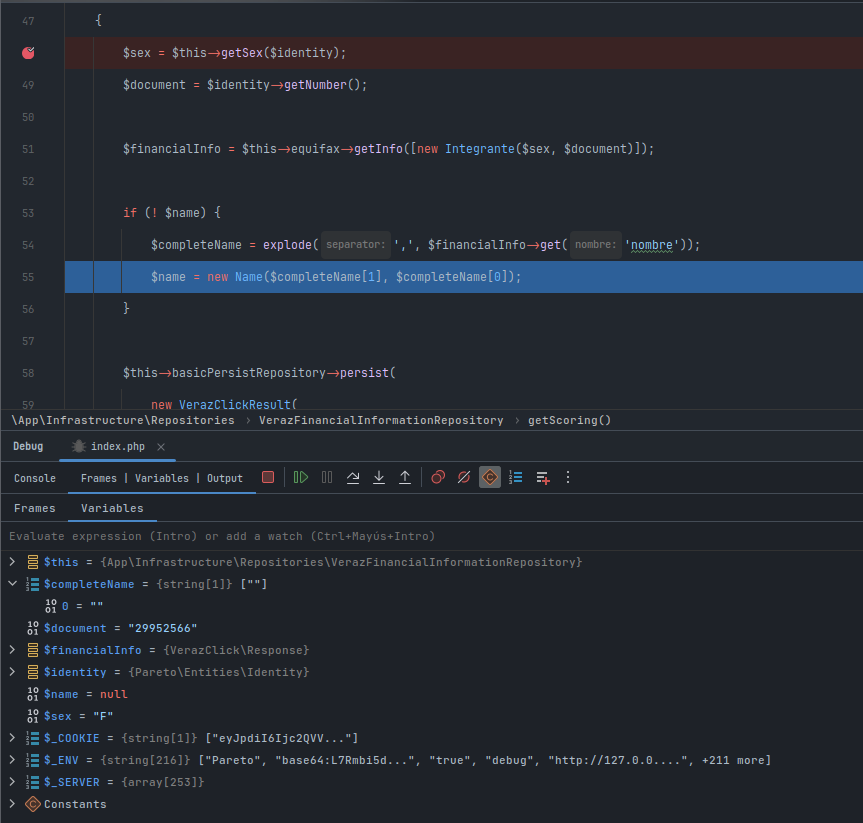 47 {
$sex = $this->getSex($identity);
49 $document = $identity->getNumber();
50
51 $financialInfo = $this->equifax->getInfo([new Integrante($sex, $document)]);
52
53 if (! $name) {
54 $completeName = explode( separator: ',', $financialInfo->get( nombre: 'nombre'));
55 $name = new Name($completeName[1], $completeName[0]);
56 }
57
58 $this->basicPersistRepository->persist(
59 new VerazClickResult(
\App\Infrastructure\Repositories › VerazFinancialInformationRepository › getScoring()
Debug index.php ×
Console Frames | Variables | Output
Frames Variables
Evaluate expression (Intro) or add a watch (Ctrl+Mayús+Intro)
$this = {App\Infrastructure\Repositories\VerazFinancialInformationRepository}
$completeName = {string[1]} [""]
0 = ""
$document = "29952566"
$financialInfo = {VerazClick\Response}
$identity = {Pareto\Entities\Identity}
$name = null
$sex = "F"
$_COOKIE = {string[1]} ["eyJpdiI6Ijc2QVV..."]
$_ENV = {string[216]} ["Pareto", "base64:L7Rmbi5d...", "true", "debug", "http://127.0.0....", +211 more]
$_SERVER = {array[253]}
Constants